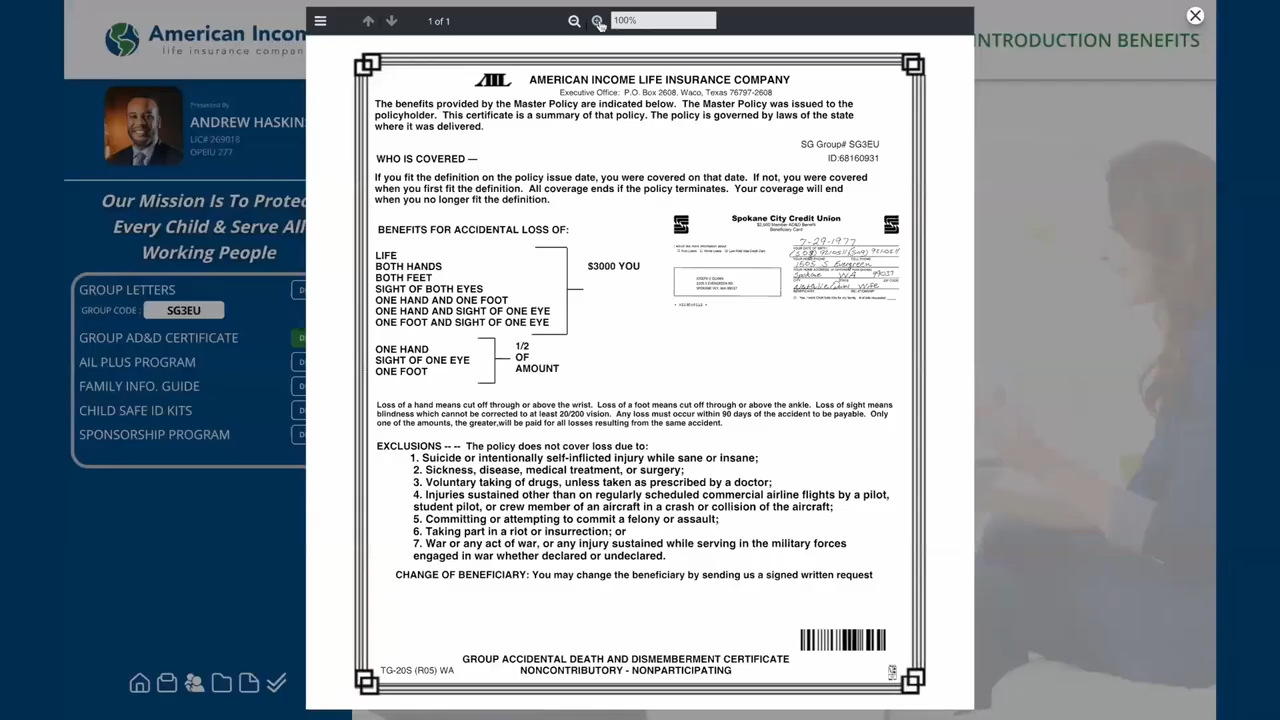 1 of 1
100%
American Inco
life insurance compan
INTRODUCTION BENEFITS
Presented by
ANDREW HASKIN
LIC# 269018
OPEIU 277
Our Mission Is To Prote
Every Child & Serve All
Working People
GROUP LETTERS
GROUP CODE :
SG3EU
GROUP AD&D CERTIFICATE
AIL PLUS PROGRAM
FAMILY INFO. GUIDE
CHILD SAFE ID KITS
SPONSORSHIP PROGRAM
AIL
AMERICAN INCOME LIFE INSURANCE COMPANY
Executive Office: P.O. Box 2608, Waco, Texas 76797-2608
The benefits provided by the Master Policy are indicated below. The Master Policy was issued to the
policyholder. This certificate is a summary of that policy. The policy is governed by laws of the state
where it was delivered.
SG Group# SG3EU
ID:68160931
WHO IS COVERED —
If you fit the definition on the policy issue date, you were covered on that date. If not, you were covered
when you first fit the definition. All coverage ends if the policy terminates. Your coverage will end
when you no longer fit the definition.
BENEFITS FOR ACCIDENTAL LOSS OF:
Spokane City Credit Union
Beneficiary Card
7-29-1977
LIFE
BOTH HANDS
BOTH FEET
SIGHT OF BOTH EYES
ONE HAND AND ONE FOOT
ONE HAND AND SIGHT OF ONE EYE
ONE FOOT AND SIGHT OF ONE EYE
$3000 YOU
ONE HAND
SIGHT OF ONE EYE
ONE FOOT
1/2
OF
AMOUNT
Loss of a hand means cut off through or above the wrist. Loss of a foot means cut off through or above the ankle. Loss of sight means
blindness which cannot be corrected to at least 20/200 vision. Any loss must occur within 90 days of the accident to be payable. Only
one of the amounts, the greater,will be paid for all losses resulting from the same accident.
EXCLUSIONS -- -- The policy does not cover loss due to:
1. Suicide or intentionally self-inflicted injury while sane or insane;
2. Sickness, disease, medical treatment, or surgery;
3. Voluntary taking of drugs, unless taken as prescribed by a doctor;
4. Injuries sustained other than on regularly scheduled commercial airline flights by a pilot,
student pilot, or crew member of an aircraft in a crash or collision of the aircraft;
5. Committing or attempting to commit a felony or assault;
6. Taking part in a riot or insurrection; or
7. War or any act of war, or any injury sustained while serving in the military forces
engaged in war whether declared or undeclared.
CHANGE OF BENEFICIARY: You may change the beneficiary by sending us a signed written request
GROUP ACCIDENTAL DEATH AND DISMEMBERMENT CERTIFICATE
TG-20S (R05) WA
NONCONTRIBUTORY - NONPARTICIPATING